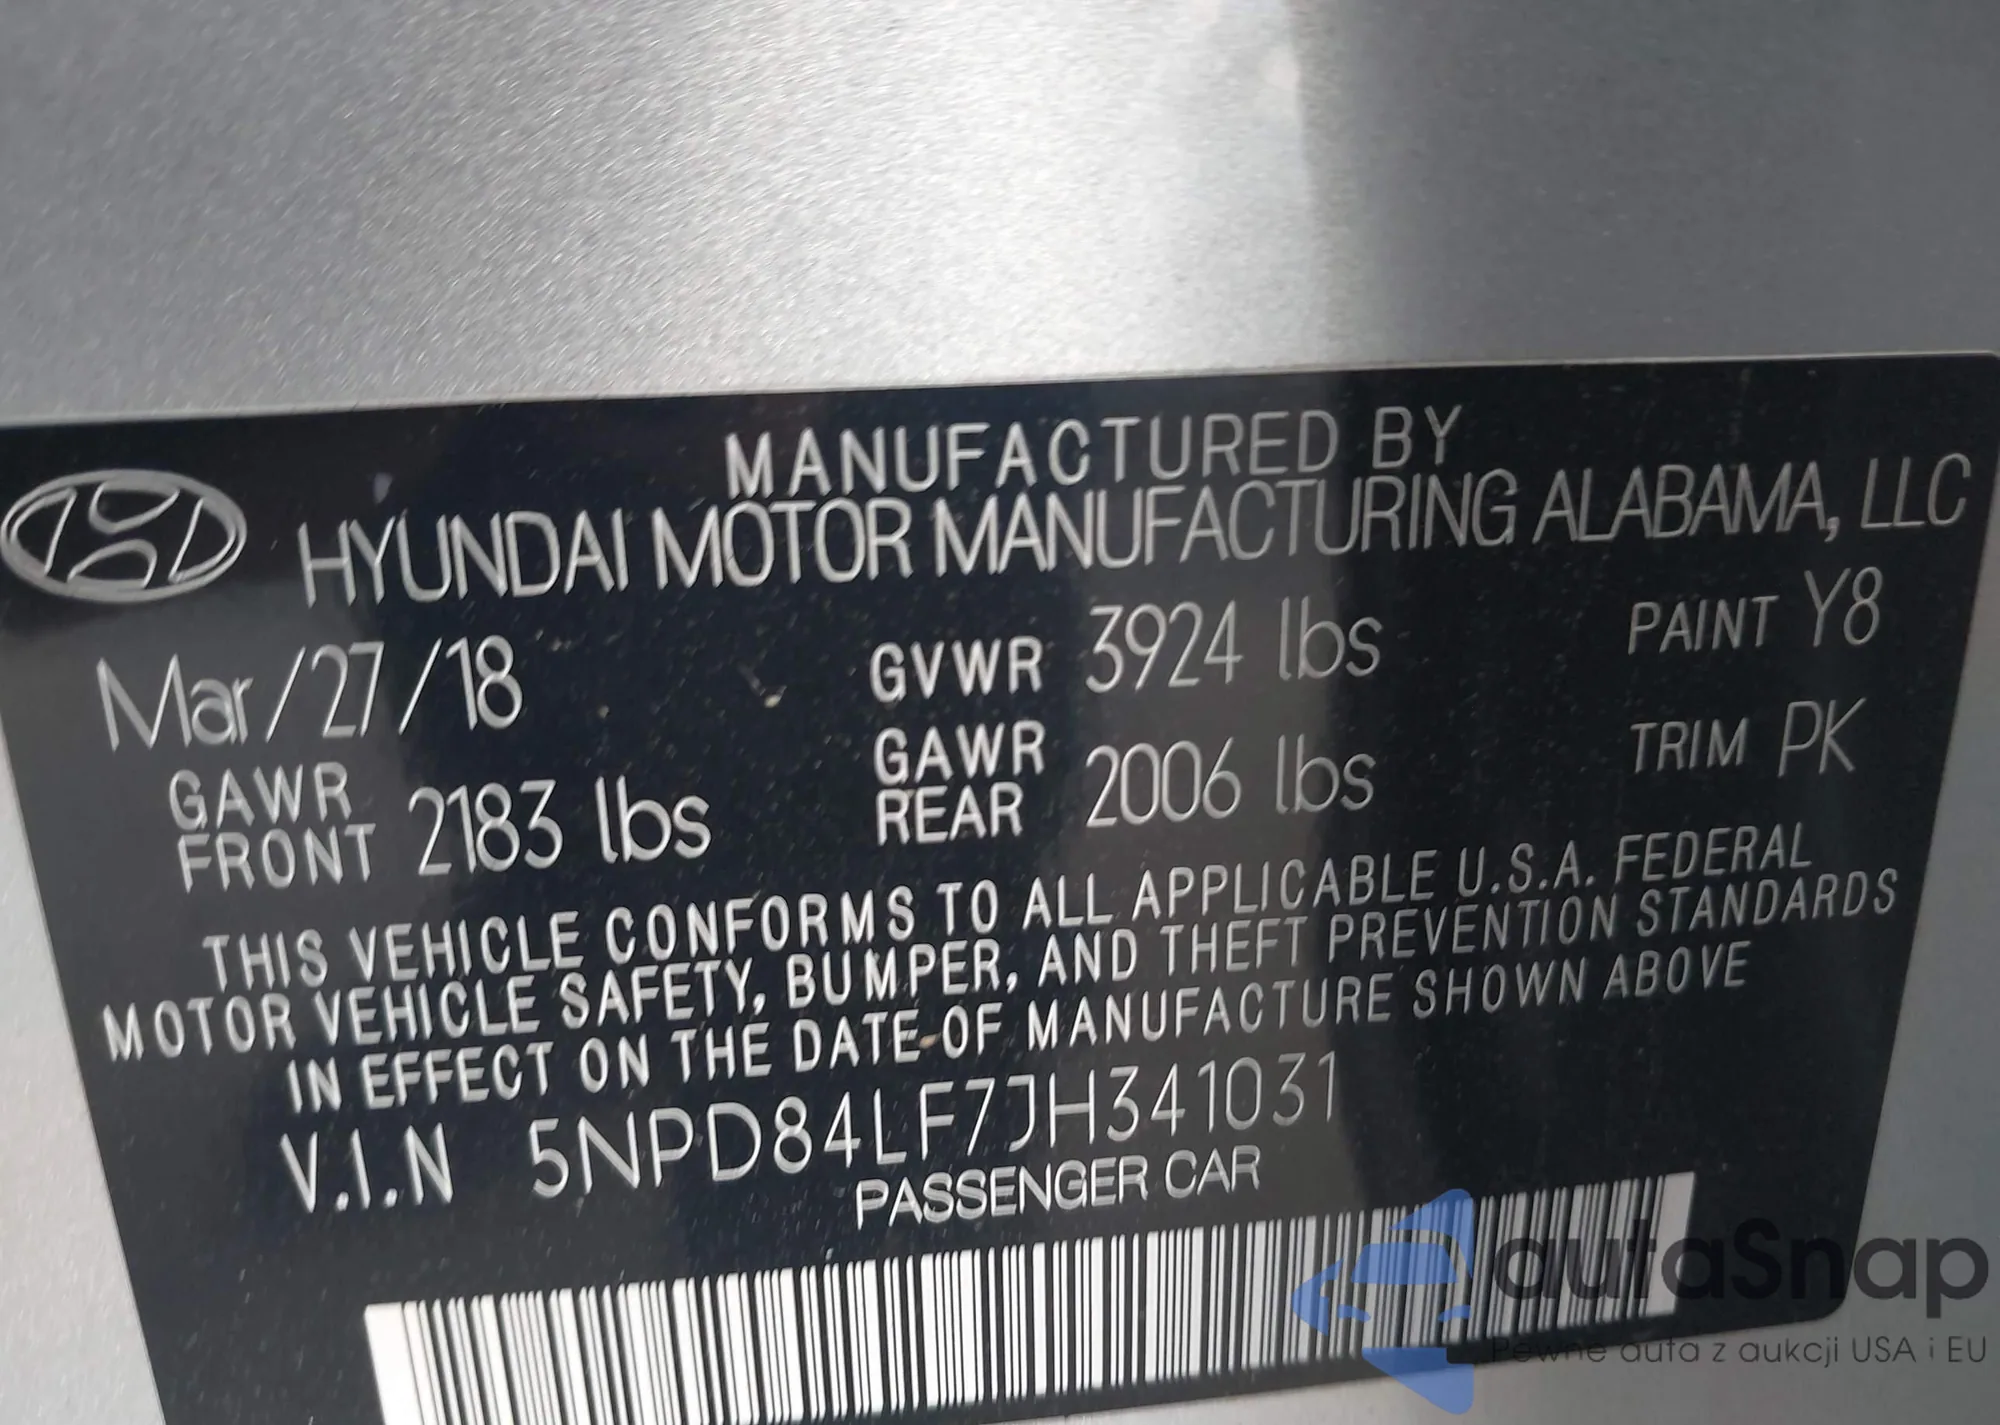 MANUFACTURED BY
HYUNDAI MOTOR MANUFACTURING ALABAMA, LLC
Mar/27/18 GVWR 3924 lbs PAINT Y8
GAWR FRONT 2183 lbs GAWR REAR 2006 lbs TRIM PK
THIS VEHICLE CONFORMS TO ALL APPLICABLE U.S.A. FEDERAL
MOTOR VEHICLE SAFETY, BUMPER, AND THEFT PREVENTION STANDARDS
IN EFFECT ON THE DATE OF MANUFACTURE SHOWN ABOVE
V.I.N 5NPD84LF7JH341031
PASSENGER CAR
autaSnap
Pewne auta z aukcji USA i EU